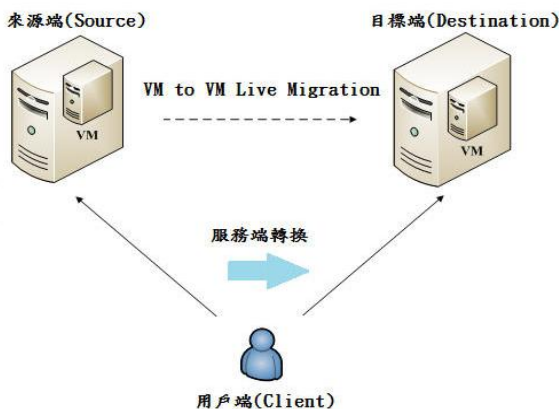 來源端(Source)
目標端(Destination)
VM to VM Live Migration
VM
VM
服務端轉換
用戶端(Client)